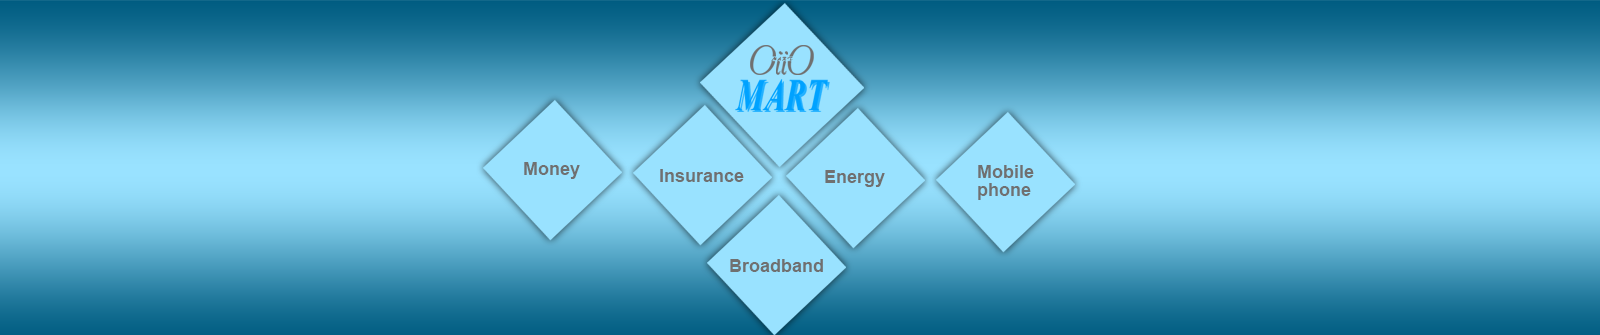 OiiO
MART
Money
Insurance
Energy
Mobile
phone
Broadband